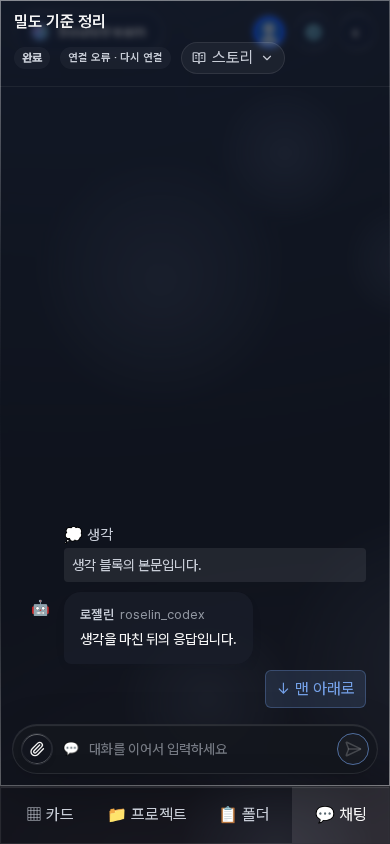 밀도 기준 정리
완료 연결 오류 · 다시 연결 스토리
생각
생각 블록의 본문입니다.
로젤린 roselin_codex
생각을 마친 뒤의 응답입니다.
↓ 맨 아래로
대화를 이어서 입력하세요
카드 프로젝트 폴더 채팅